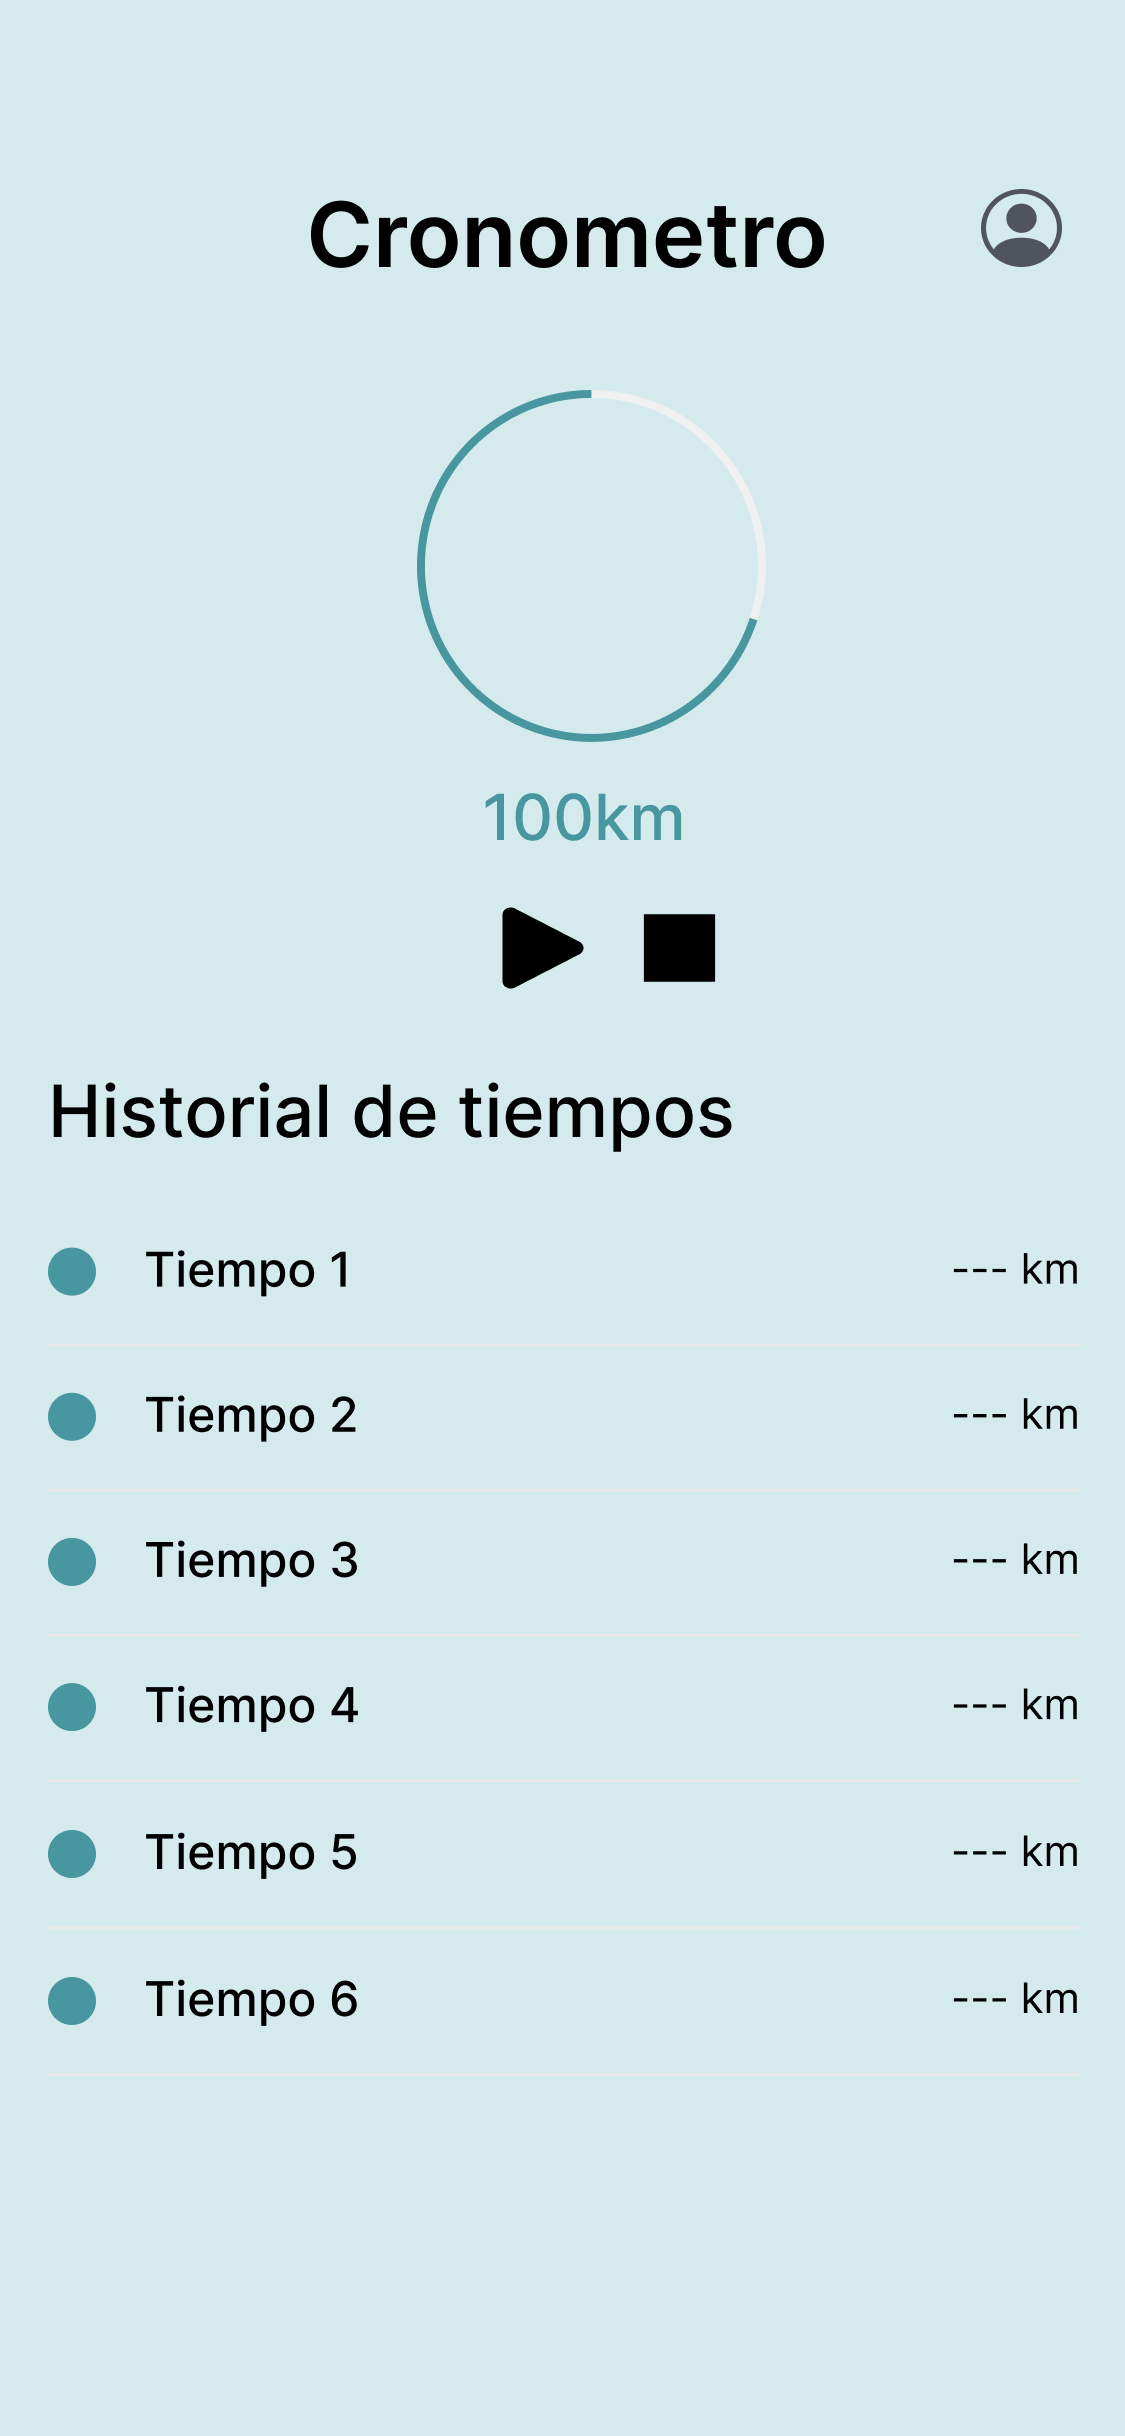 Cronometro
100km
Historial de tiempos
Tiempo 1 --- km
Tiempo 2 --- km
Tiempo 3 --- km
Tiempo 4 --- km
Tiempo 5 --- km
Tiempo 6 --- km